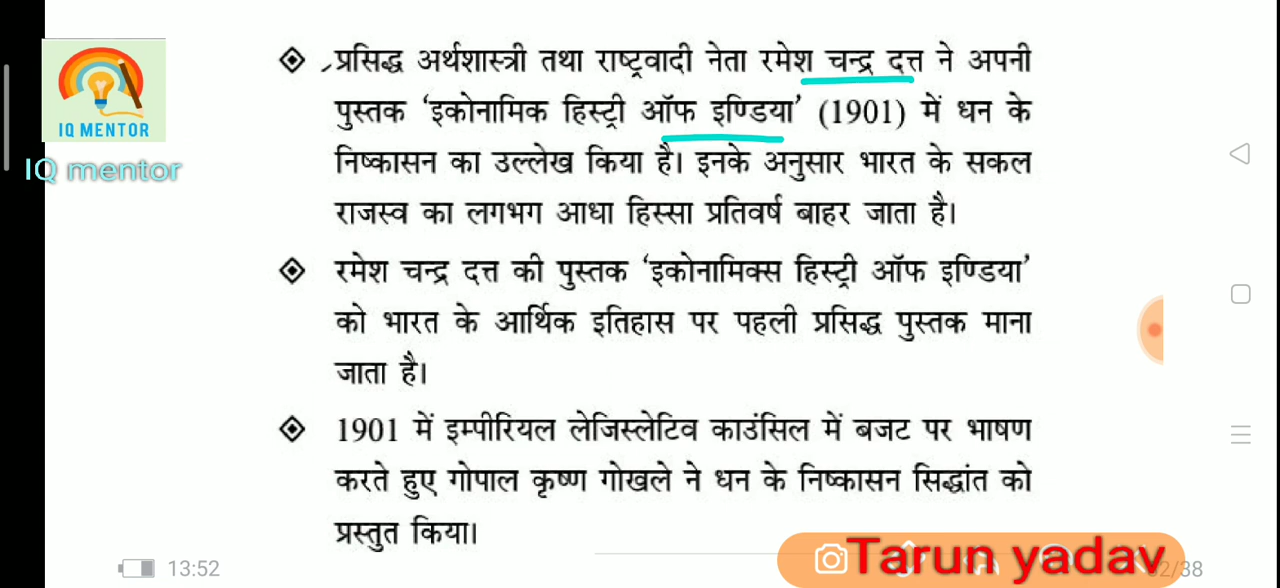 प्रसिद्ध अर्थशास्त्री तथा राष्ट्रवादी नेता रमेश चन्द्र दत्त ने अपनी
पुस्तक 'इकोनामिक हिस्ट्री ऑफ इण्डिया' (1901) में धन के
IQ MENTOR
IQ mentor
निष्कासन का उल्लेख किया है। इनके अनुसार भारत के सकल
राजस्व का लगभग आधा हिस्सा प्रतिवर्ष बाहर जाता है।
रमेश चन्द्र दत्त की पुस्तक 'इकोनामिक्स हिस्ट्री ऑफ इण्डिया'
को भारत के आर्थिक इतिहास पर पहली प्रसिद्ध पुस्तक माना
जाता है।
1901 में इम्पीरियल लेजिस्लेटिव काउंसिल में बजट पर भाषण
करते हुए गोपाल कृष्ण गोखले ने धन के निष्कासन सिद्धांत को
प्रस्तुत किया।
13:52
Tarun yadav
/38